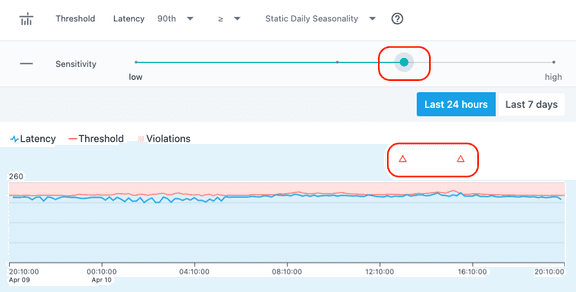 Threshold Latency 90th ≥ Static Daily Seasonality ?
Sensitivity
low high
Last 24 hours Last 7 days
Latency Threshold Violations
260
20:10:00 00:10:00 04:10:00 08:10:00 12:10:00 16:10:00 20:10:00
Apr 09 Apr 10